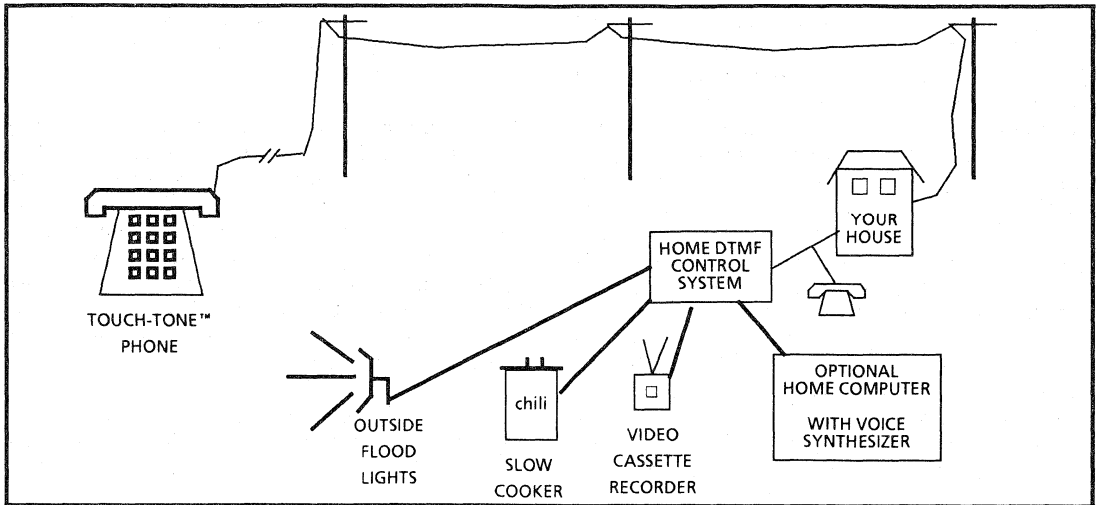 YOUR
HOUSE
HOME DTMF
CONTROL
SYSTEM
TOUCH-TONE™
PHONE
OPTIONAL
HOME COMPUTER
WITH VOICE
SYNTHESIZER
chili
OUTSIDE
FLOOD
LIGHTS
SLOW
COOKER
VIDEO
CASSETTE
RECORDER